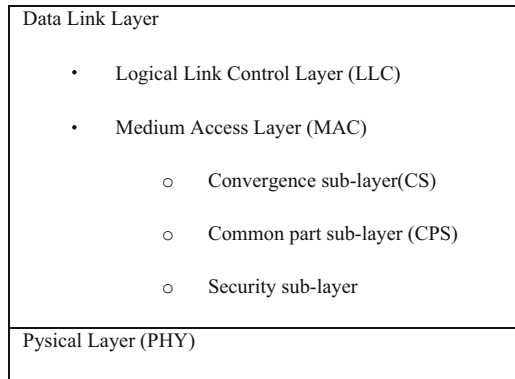 Data Link Layer
• Logical Link Control Layer (LLC)
• Medium Access Layer (MAC)
o Convergence sub-layer(CS)
o Common part sub-layer (CPS)
o Security sub-layer
Pysical Layer (PHY)